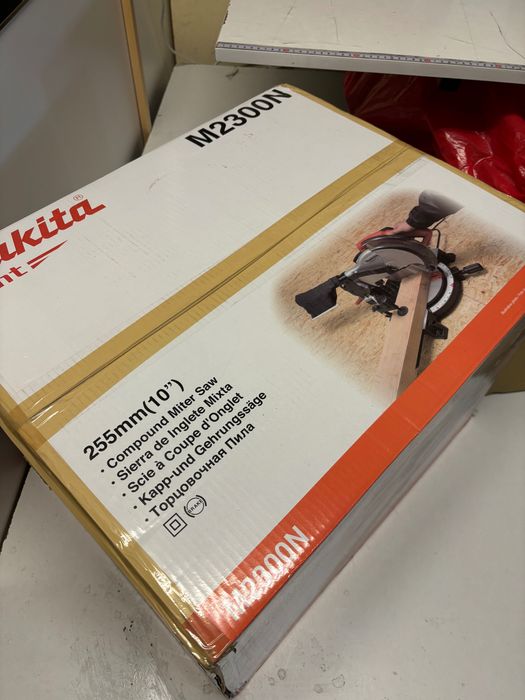 M2300N
akita®
nt
255mm(10")
· Compound Miter Saw
· Sierra de Inglete Mixta
· Scie à Coupe d'Onglet
· Kapp-und Gehrungssäge
· Торцовочная Пила
BRAKE
M2300N